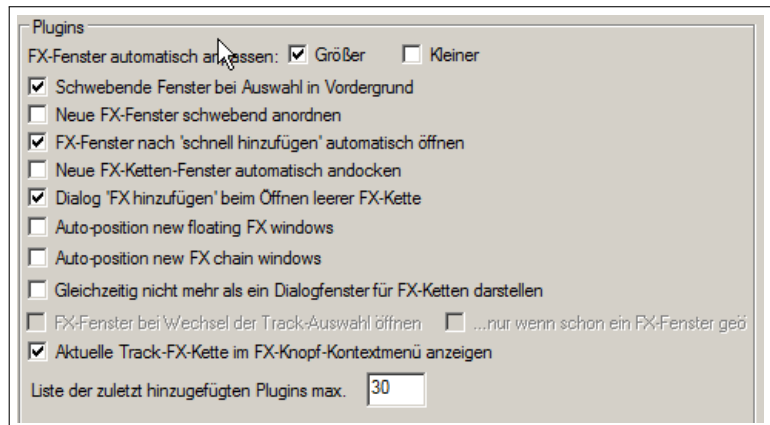 Plugins
FX-Fenster automatisch anpassen: Größer Kleiner
Schwebende Fenster bei Auswahl in Vordergrund
Neue FX-Fenster schwebend anordnen
FX-Fenster nach 'schnell hinzufügen' automatisch öffnen
Neue FX-Ketten-Fenster automatisch andocken
Dialog 'FX hinzufügen' beim Öffnen leerer FX-Kette
Auto-position new floating FX windows
Auto-position new FX chain windows
Gleichzeitig nicht mehr als ein Dialogfenster für FX-Ketten darstellen
FX-Fenster bei Wechsel der Track-Auswahl öffnen ...nur wenn schon ein FX-Fenster geö
Aktuelle Track-FX-Kette im FX-Knopf-Kontextmenü anzeigen
Liste der zuletzt hinzugefügten Plugins max. 30